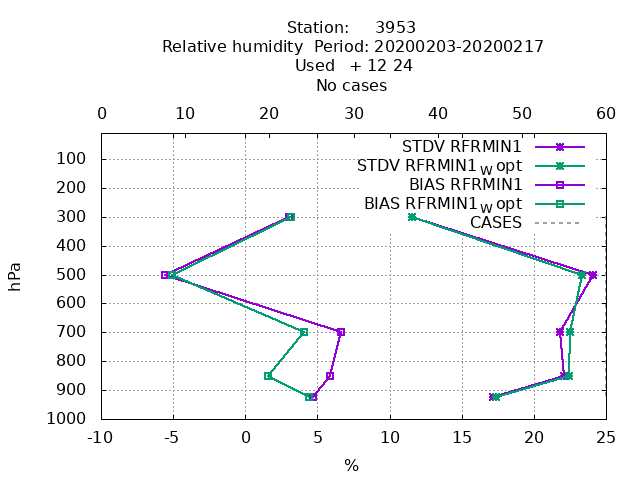 Station: 3953
Relative humidity Period: 20200203-20200217
Used + 12 24
No cases
0 10 20 30 40 50 60
STDV RFRMIN1
STDV RFRMIN1_W opt
BIAS RFRMIN1
BIAS RFRMIN1_W opt
CASES
100
200
300
400
500
600
700
800
900
1000
hPa
-10 -5 0 5 10 15 20 25
%